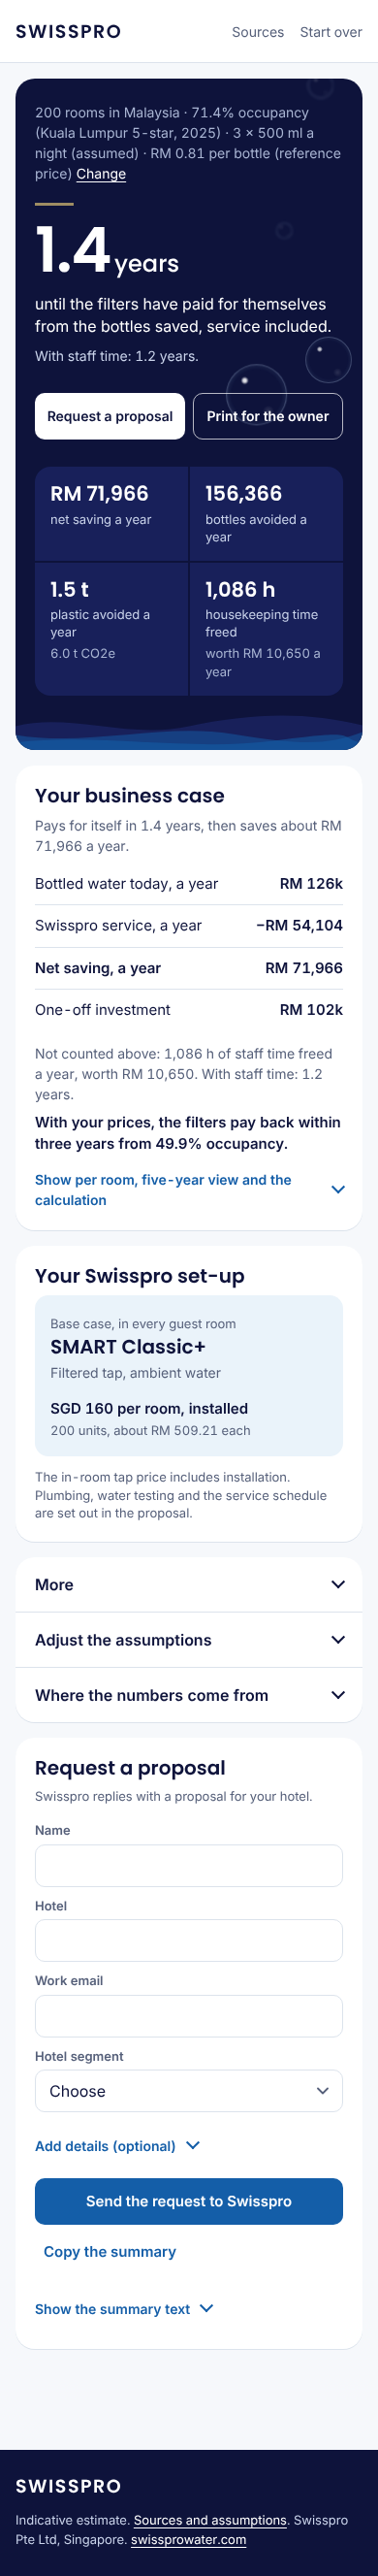 SWISSPRO
Sources
Start over
200 rooms in Malaysia · 71.4% occupancy
(Kuala Lumpur 5-star, 2025) · 3 × 500 ml a
night (assumed) · RM 0.81 per bottle (reference
price) Change
1.4 years
until the filters have paid for themselves
from the bottles saved, service included.
With staff time: 1.2 years.
Request a proposal
Print for the owner
RM 71,966
net saving a year
156,366
bottles avoided a
year
1.5 t
plastic avoided a
year
6.0 t CO2e
1,086 h
housekeeping time
freed
worth RM 10,650 a
year
Your business case
Pays for itself in 1.4 years, then saves about RM
71,966 a year.
Bottled water today, a year RM 126k
Swisspro service, a year −RM 54,104
Net saving, a year RM 71,966
One-off investment RM 102k
Not counted above: 1,086 h of staff time freed
a year, worth RM 10,650. With staff time: 1.2
years.
With your prices, the filters pay back within
three years from 49.9% occupancy.
Show per room, five-year view and the
calculation
Your Swisspro set-up
Base case, in every guest room
SMART Classic+
Filtered tap, ambient water
SGD 160 per room, installed
200 units, about RM 509.21 each
The in-room tap price includes installation.
Plumbing, water testing and the service schedule
are set out in the proposal.
More
Adjust the assumptions
Where the numbers come from
Request a proposal
Swisspro replies with a proposal for your hotel.
Name
Hotel
Work email
Hotel segment
Choose
Add details (optional)
Send the request to Swisspro
Copy the summary
Show the summary text
SWISSPRO
Indicative estimate. Sources and assumptions. Swisspro
Pte Ltd, Singapore. swissprowater.com